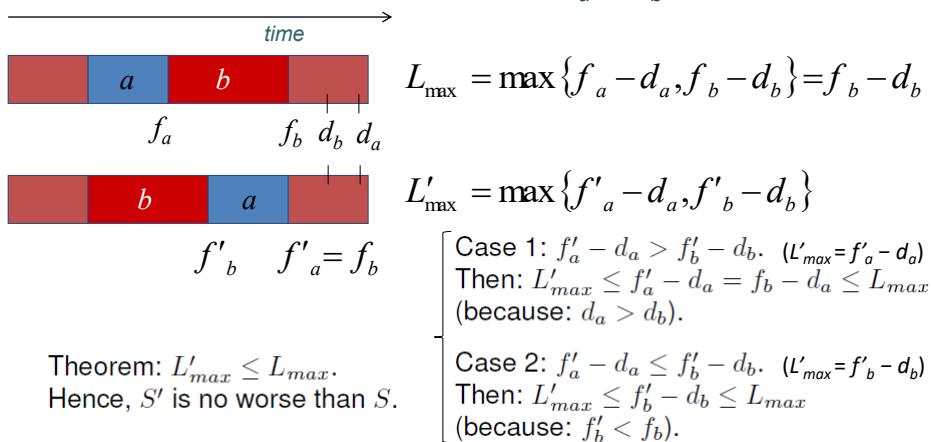 time
a b
L_max = max{f_a − d_a, f_b − d_b} = f_b − d_b
f_a f_b d_b d_a
b a
L'_max = max{f'_a − d_a, f'_b − d_b}
f'_b f'_a = f_b
Case 1: f'_a − d_a > f'_b − d_b. (L'_max = f'_a − d_a)
Then: L'_max ≤ f'_a − d_a = f_b − d_a ≤ L_max
(because: d_a > d_b).
Theorem: L'_max ≤ L_max.
Hence, S' is no worse than S.
Case 2: f'_a − d_a ≤ f'_b − d_b. (L'_max = f'_b − d_b)
Then: L'_max ≤ f'_b − d_b ≤ L_max
(because: f'_b < f_b).